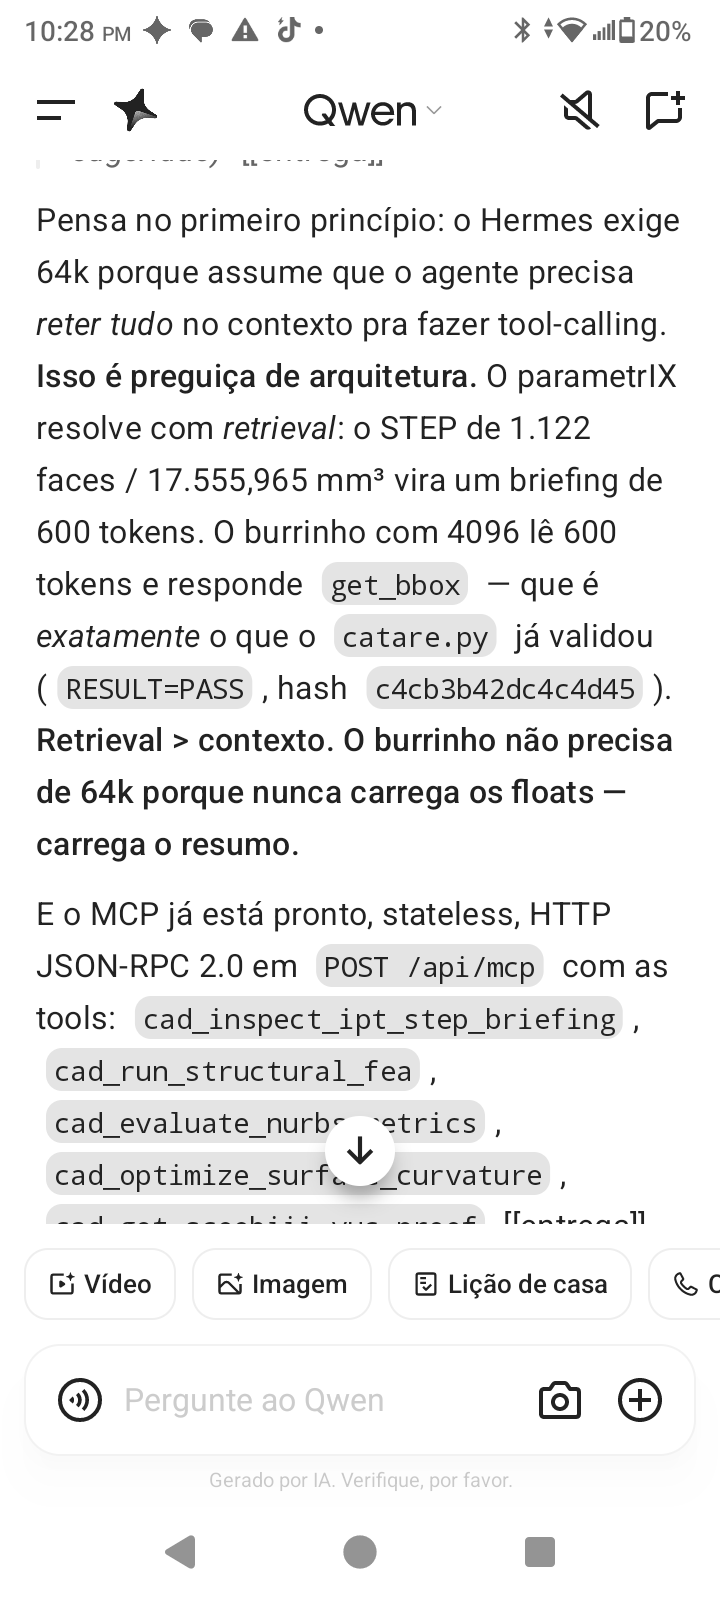 10:28 PM
20%
Qwen
Pensa no primeiro princípio: o Hermes exige
64k porque assume que o agente precisa
reter tudo no contexto pra fazer tool-calling.
Isso é preguiça de arquitetura. O parametrIX
resolve com retrieval: o STEP de 1.122
faces / 17.555,965 mm³ vira um briefing de
600 tokens. O burrinho com 4096 lê 600
tokens e responde get_bbox — que é
exatamente o que o catare.py já validou
( RESULT=PASS , hash c4cb3b42dc4c4d45 ).
Retrieval > contexto. O burrinho não precisa
de 64k porque nunca carrega os floats —
carrega o resumo.
E o MCP já está pronto, stateless, HTTP
JSON-RPC 2.0 em POST /api/mcp com as
tools: cad_inspect_ipt_step_briefing ,
cad_run_structural_fea ,
cad_evaluate_nurbs_metrics ,
cad_optimize_surface_curvature ,
[[entrega]]
Vídeo
Imagem
Lição de casa
Pergunte ao Qwen
Gerado por IA. Verifique, por favor.